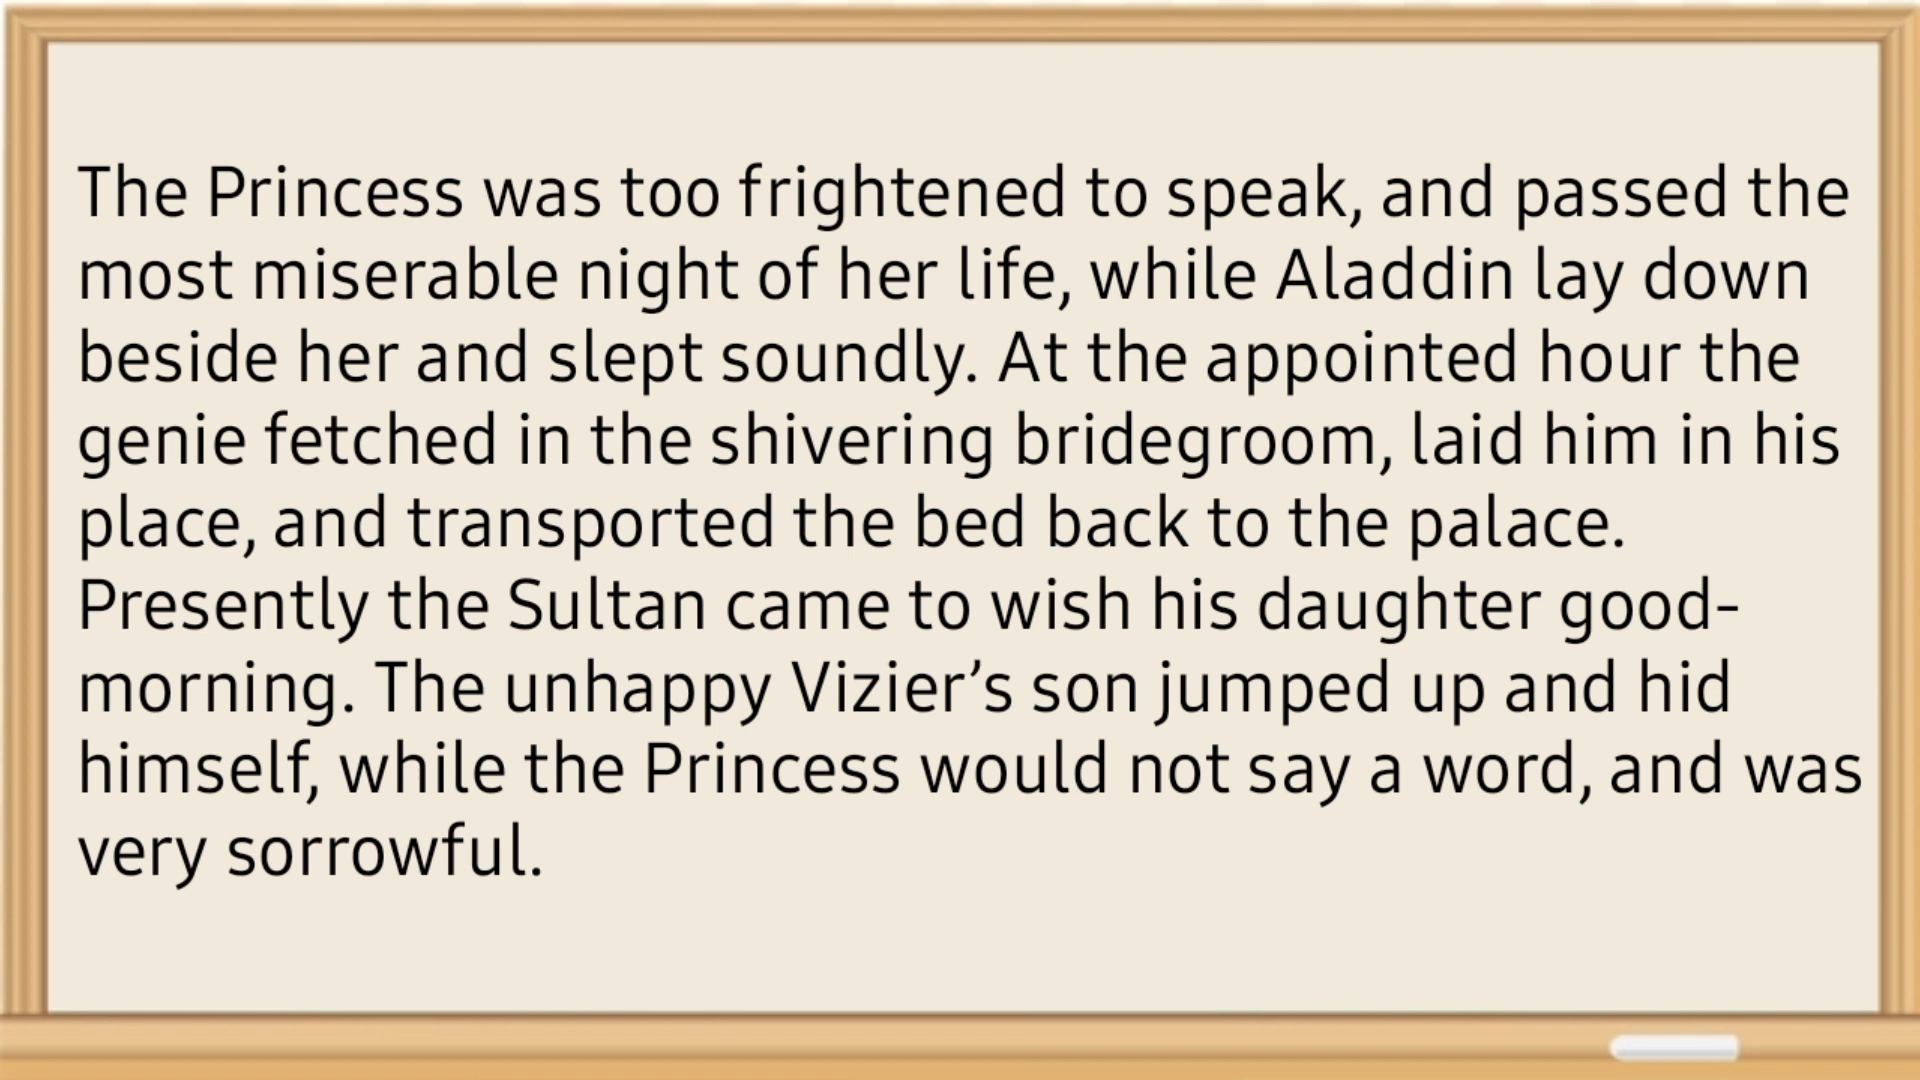 The Princess was too frightened to speak, and passed the
most miserable night of her life, while Aladdin lay down
beside her and slept soundly. At the appointed hour the
genie fetched in the shivering bridegroom, laid him in his
place, and transported the bed back to the palace.
Presently the Sultan came to wish his daughter good-
morning. The unhappy Vizier’s son jumped up and hid
himself, while the Princess would not say a word, and was
very sorrowful.